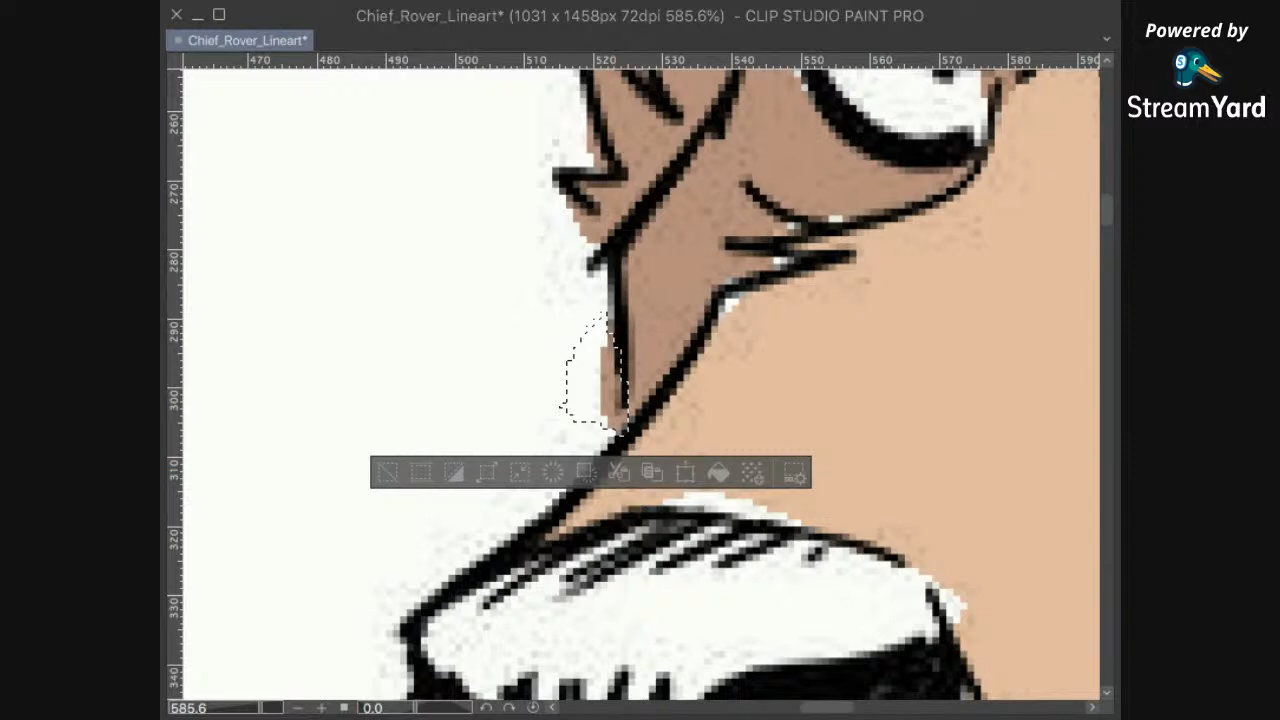 Chief_Rover_Lineart* (1031 x 1458px 72dpi 585.6%) - CLIP STUDIO PAINT PRO
Powered by
StreamYard
Chief_Rover_Lineart*
470 480 490 500 510 520 530 540 550 560 570 580 590
260
270
280
290
300
310
320
330
340
585.6
0.0